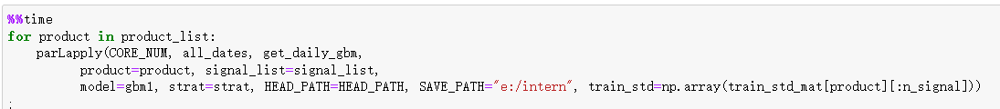 %%time
for product in product_list:
    parLapply(CORE_NUM, all_dates, get_daily_gbm,
          product=product, signal_list=signal_list,
          model=gbm1, strat=strat, HEAD_PATH=HEAD_PATH, SAVE_PATH="e:/intern", train_std=np.array(train_std_mat[product][:n_signal]))
;